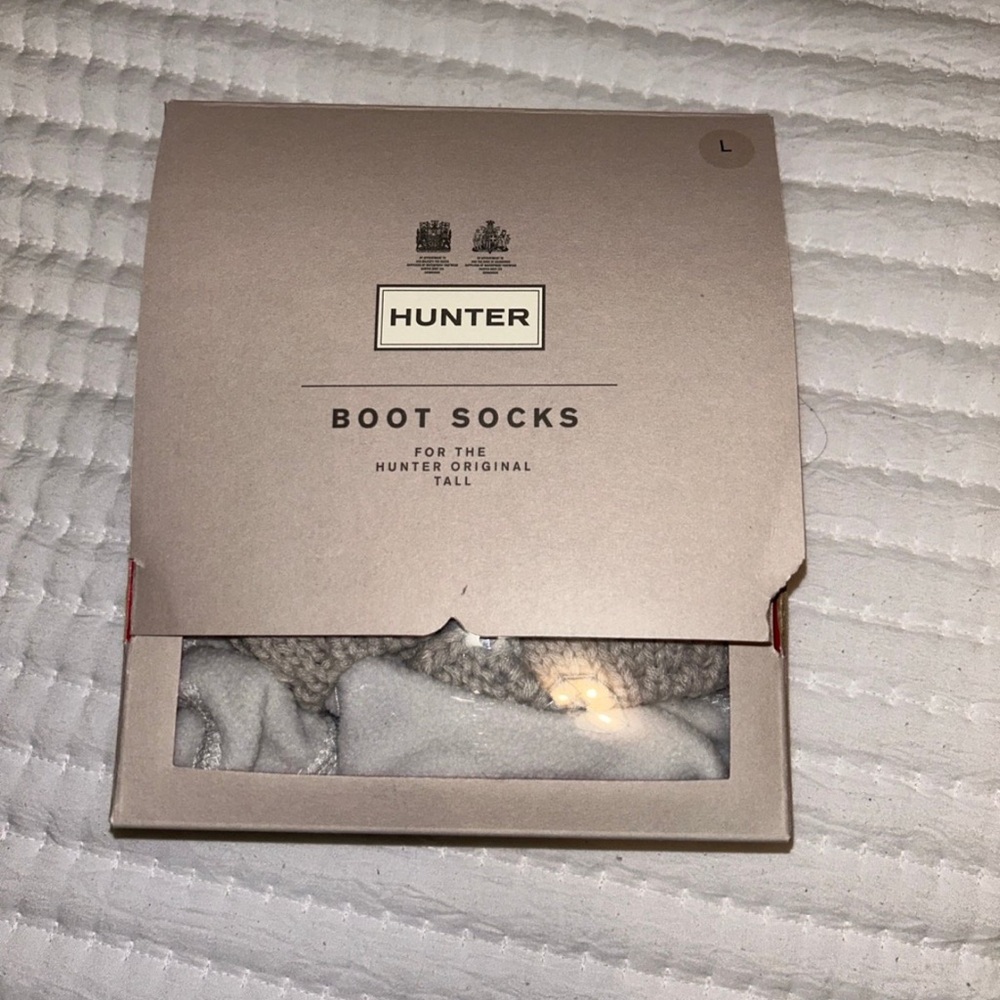 L
HUNTER
BOOT SOCKS
FOR THE
HUNTER ORIGINAL
TALL